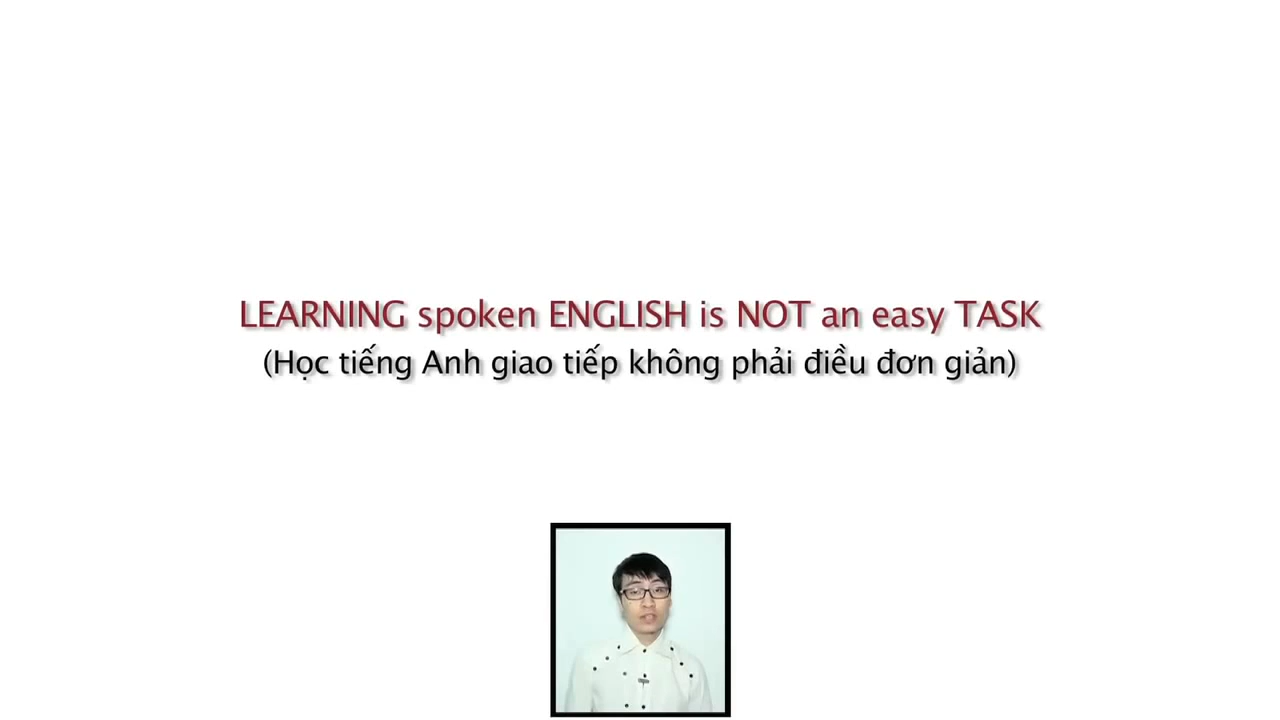 LEARNING spoken ENGLISH is NOT an easy TASK
(Học tiếng Anh giao tiếp không phải điều đơn giản)